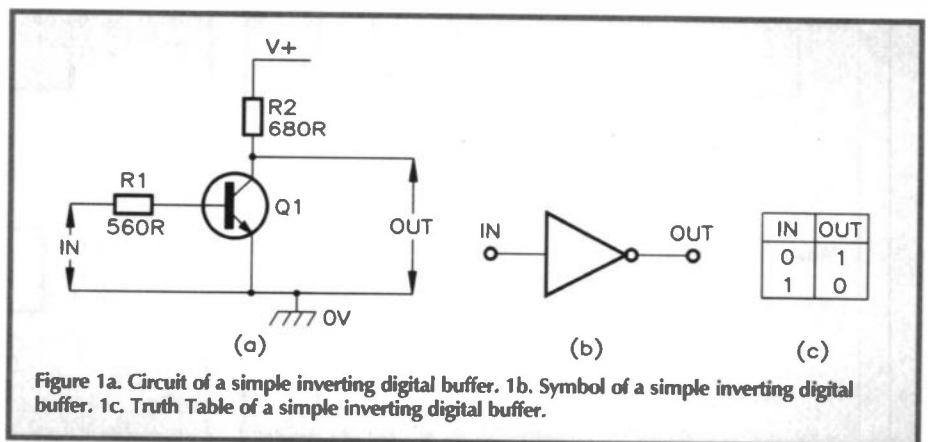 V+
R2
680R
R1
560R
Q1
IN
OUT
0V
(a)
IN
OUT
(b)
IN OUT
0 1
1 0
(c)
Figure 1a. Circuit of a simple inverting digital buffer. 1b. Symbol of a simple inverting digital
buffer. 1c. Truth Table of a simple inverting digital buffer.